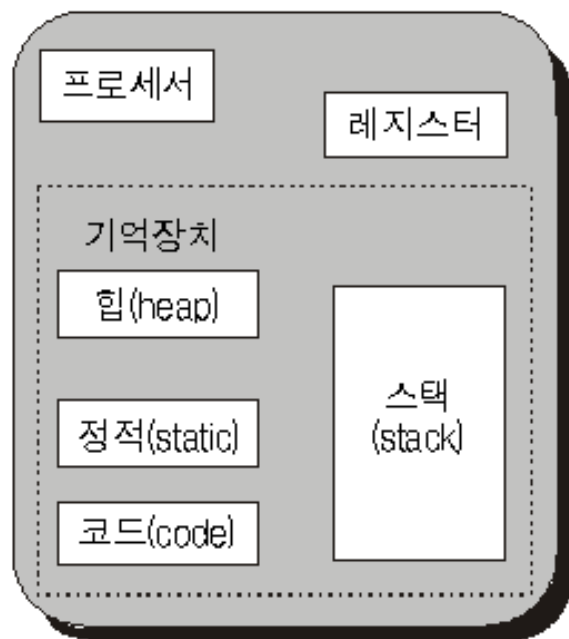 프로세서
레지스터
기억장치
힙(heap)
정적(static)
코드(code)
스택
(stack)